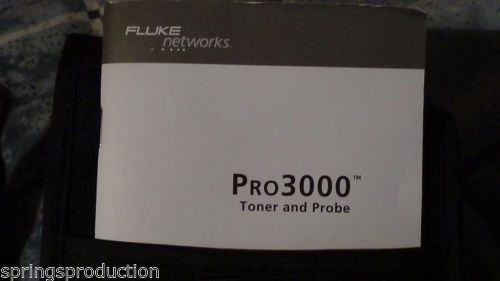 FLUKE
networks.
PRO3000™
Toner and Probe
springsproduction